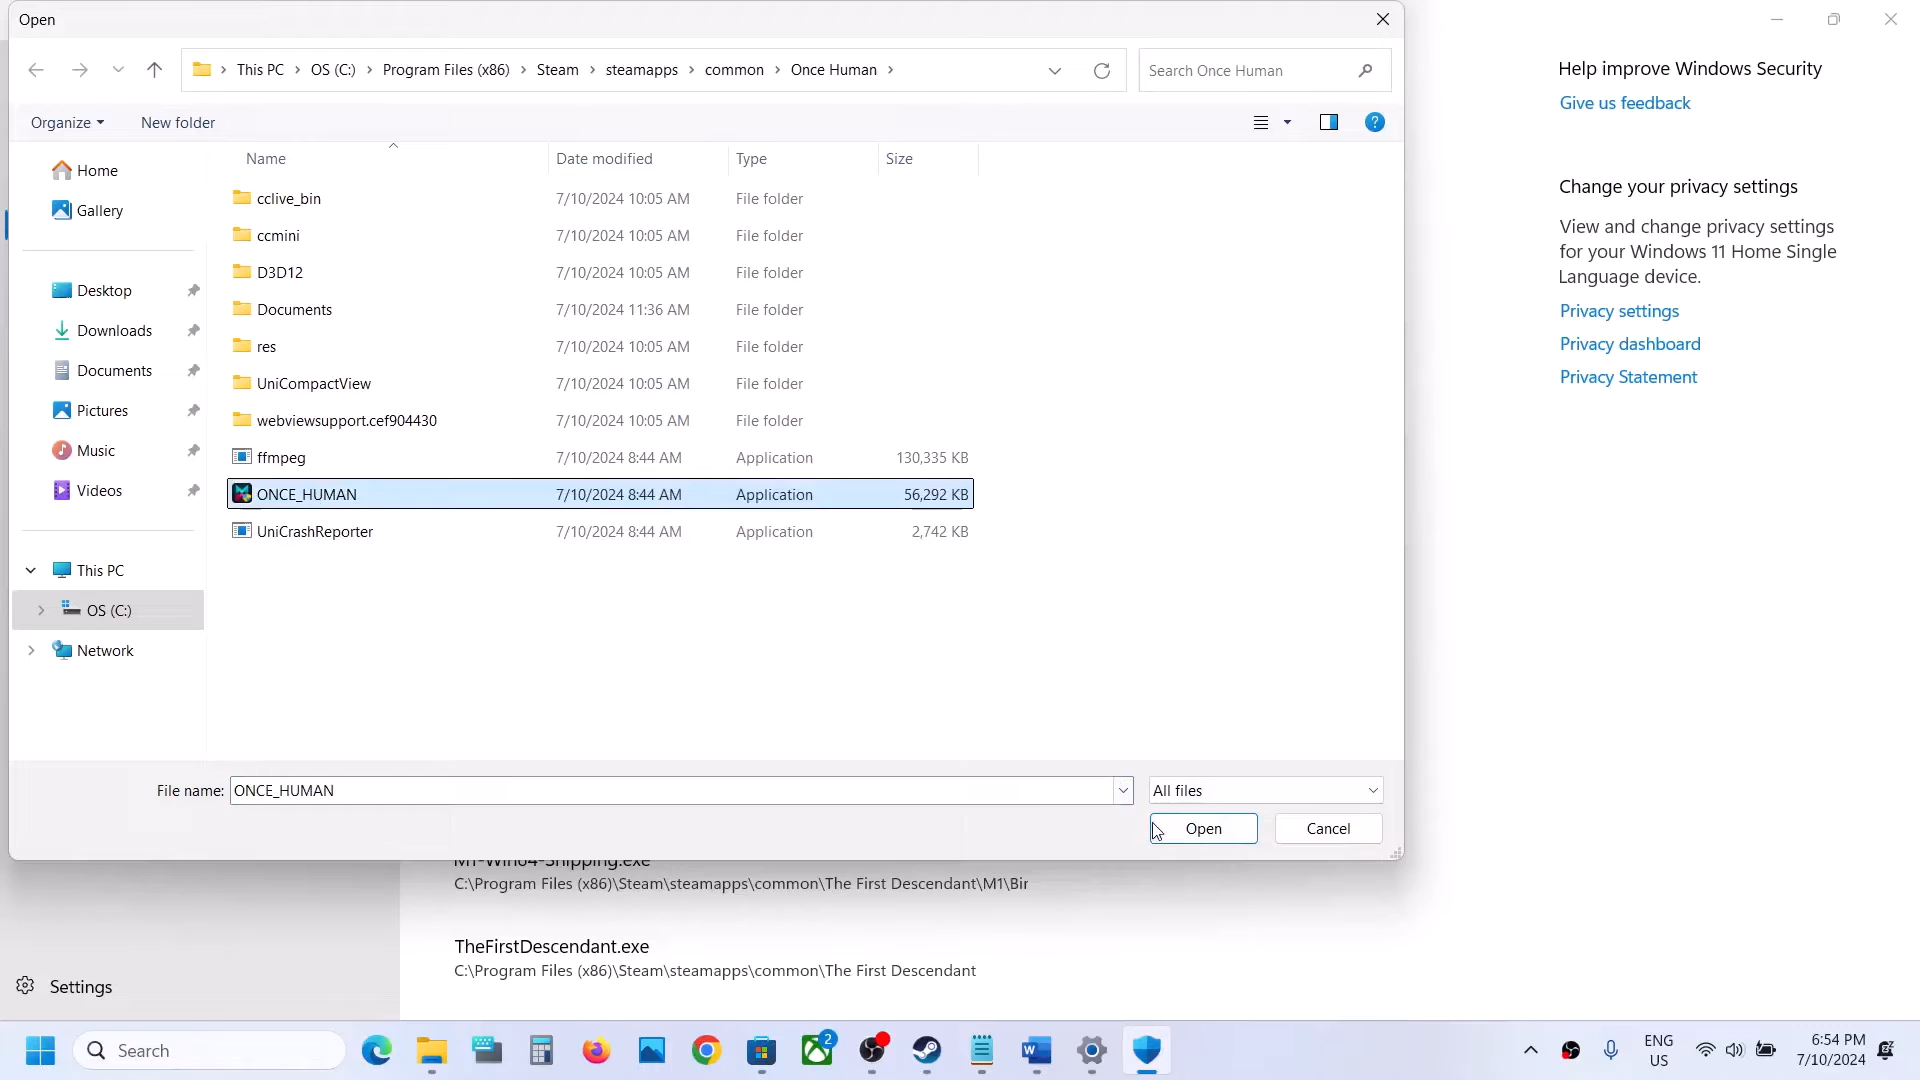 Open
This PC > OS (C:) > Program Files (x86) > Steam > steamapps > common > Once Human >
Search Once Human
Organize
New folder
Name Date modified Type Size
Home
Gallery
Desktop
Downloads
Documents
Pictures
Music
Videos
This PC
OS (C:)
Network
cclive_bin 7/10/2024 10:05 AM File folder
ccmini 7/10/2024 10:05 AM File folder
D3D12 7/10/2024 10:05 AM File folder
Documents 7/10/2024 11:36 AM File folder
res 7/10/2024 10:05 AM File folder
UniCompactView 7/10/2024 10:05 AM File folder
webviewsupport.cef904430 7/10/2024 10:05 AM File folder
ffmpeg 7/10/2024 8:44 AM Application 130,335 KB
ONCE_HUMAN 7/10/2024 8:44 AM Application 56,292 KB
UniCrashReporter 7/10/2024 8:44 AM Application 2,742 KB
File name: ONCE_HUMAN
All files
Open
Cancel
Help improve Windows Security
Give us feedback
Change your privacy settings
View and change privacy settings
for your Windows 11 Home Single
Language device.
Privacy settings
Privacy dashboard
Privacy Statement
M1-Win64-Shipping.exe
C:\Program Files (x86)\Steam\steamapps\common\The First Descendant\M1\Bir
TheFirstDescendant.exe
C:\Program Files (x86)\Steam\steamapps\common\The First Descendant
Settings
Search
2
ENG
US
6:54 PM
7/10/2024